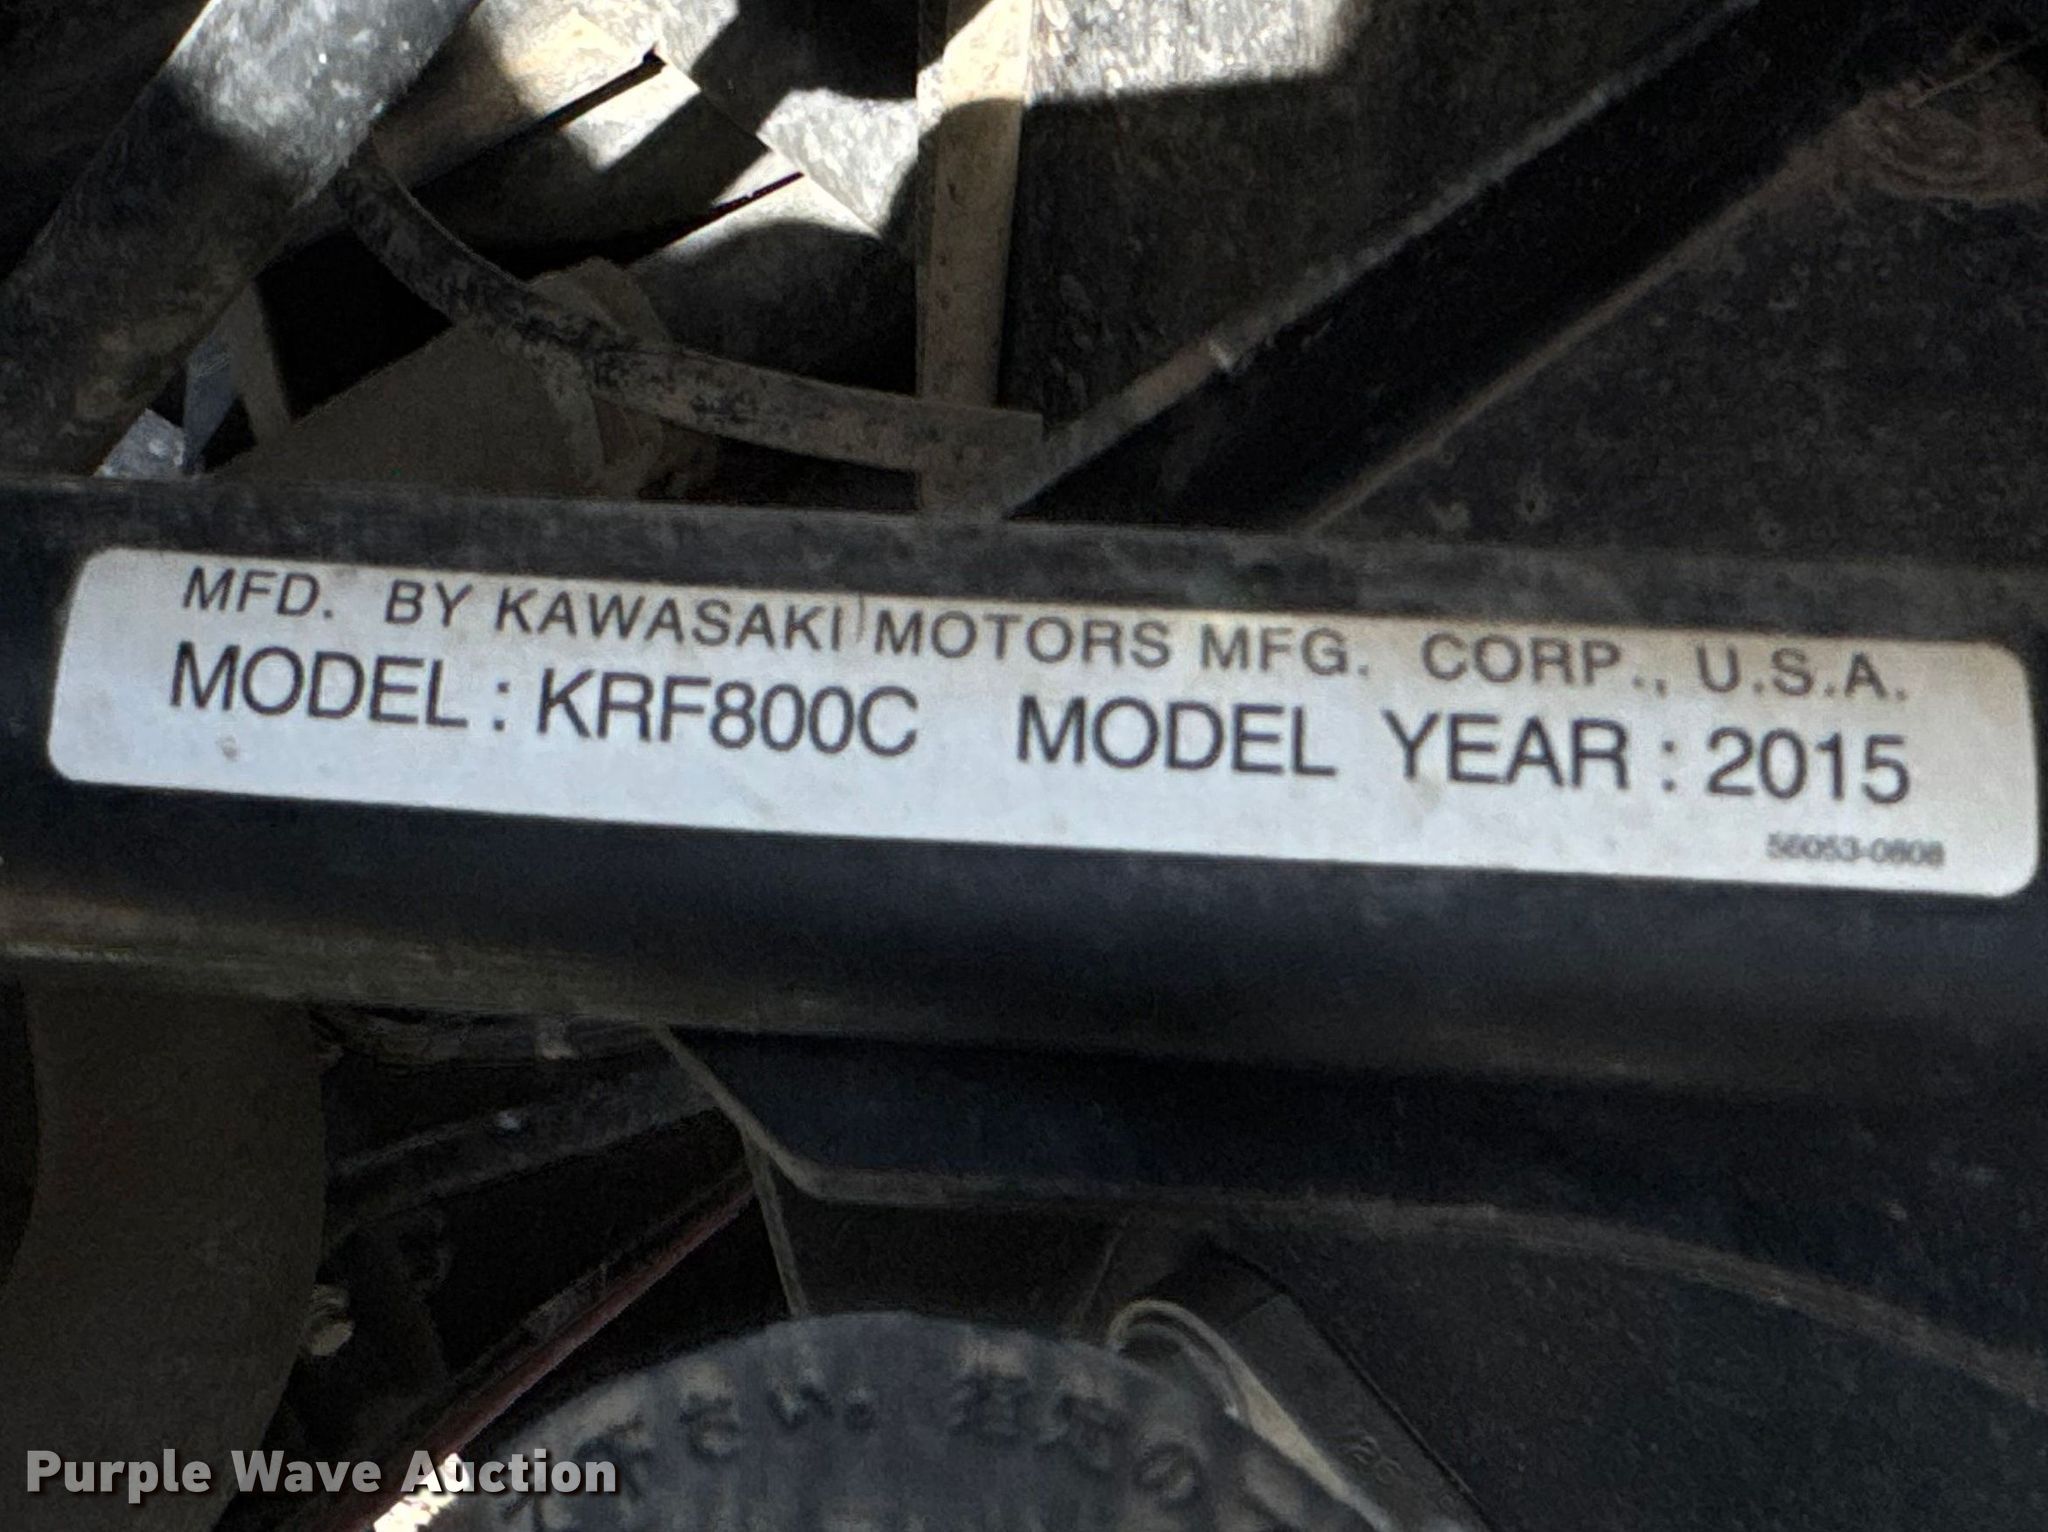 MFD. BY KAWASAKI MOTORS MFG. CORP., U.S.A.
MODEL : KRF800C MODEL YEAR : 2015
56053-0808
Purple Wave Auction